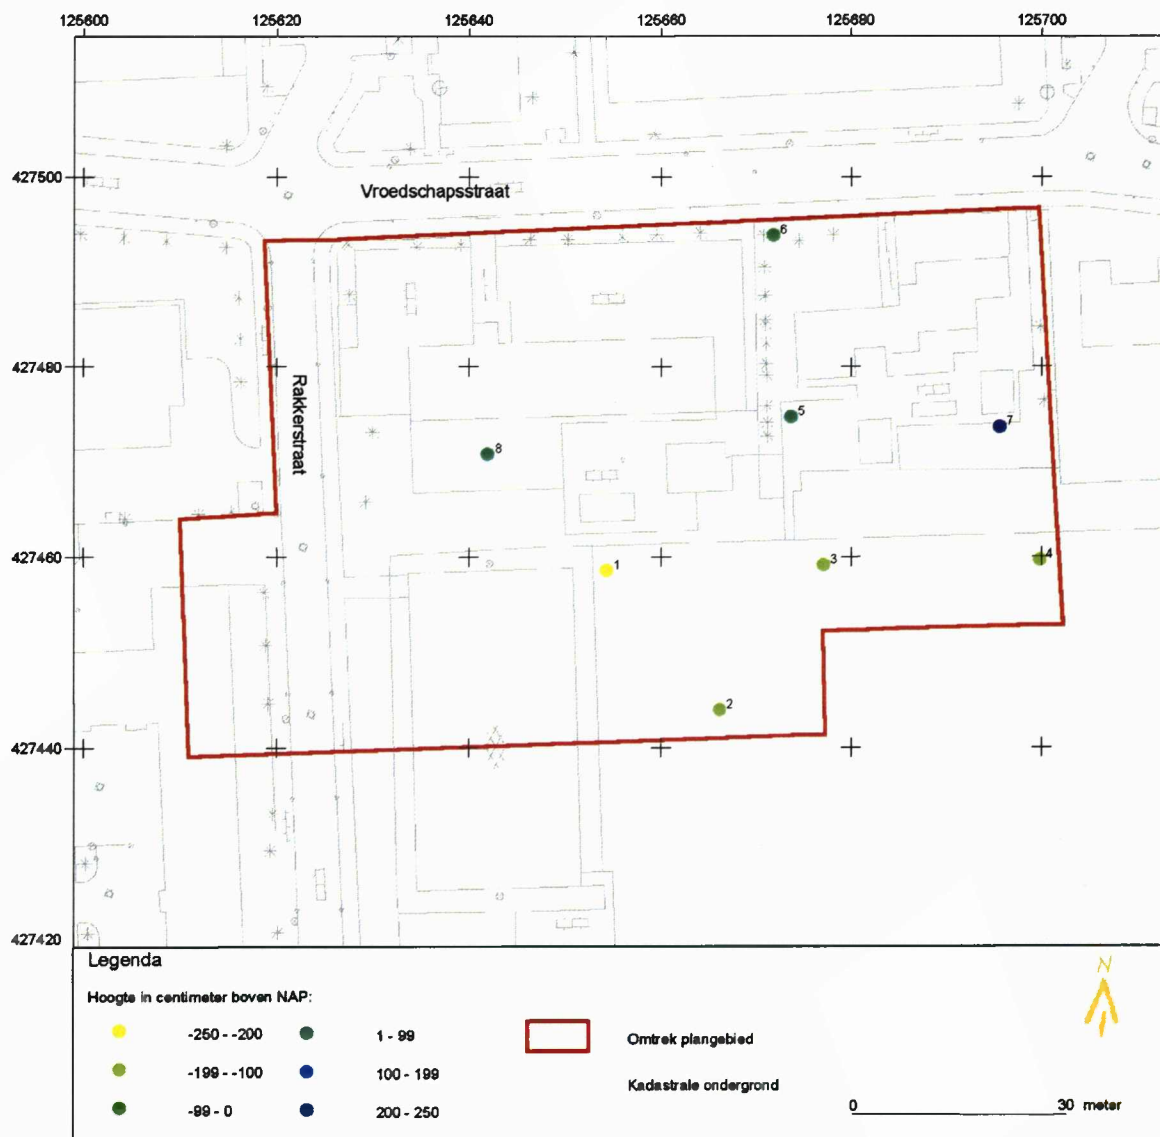 125600 125620 125640 125660 125680 125700
427500
Vroedschapsstraat
6
427480
Rakkerstraat
5
7
8
427460
1
3
4
2
427440
427420
Legenda
N
Hoogte in centimeter boven NAP:
-250 - -200
1 - 99
Omtrek plangebied
-199 - -100
100 - 199
Kadastrale ondergrond
-99 - 0
200 - 250
0 30 meter